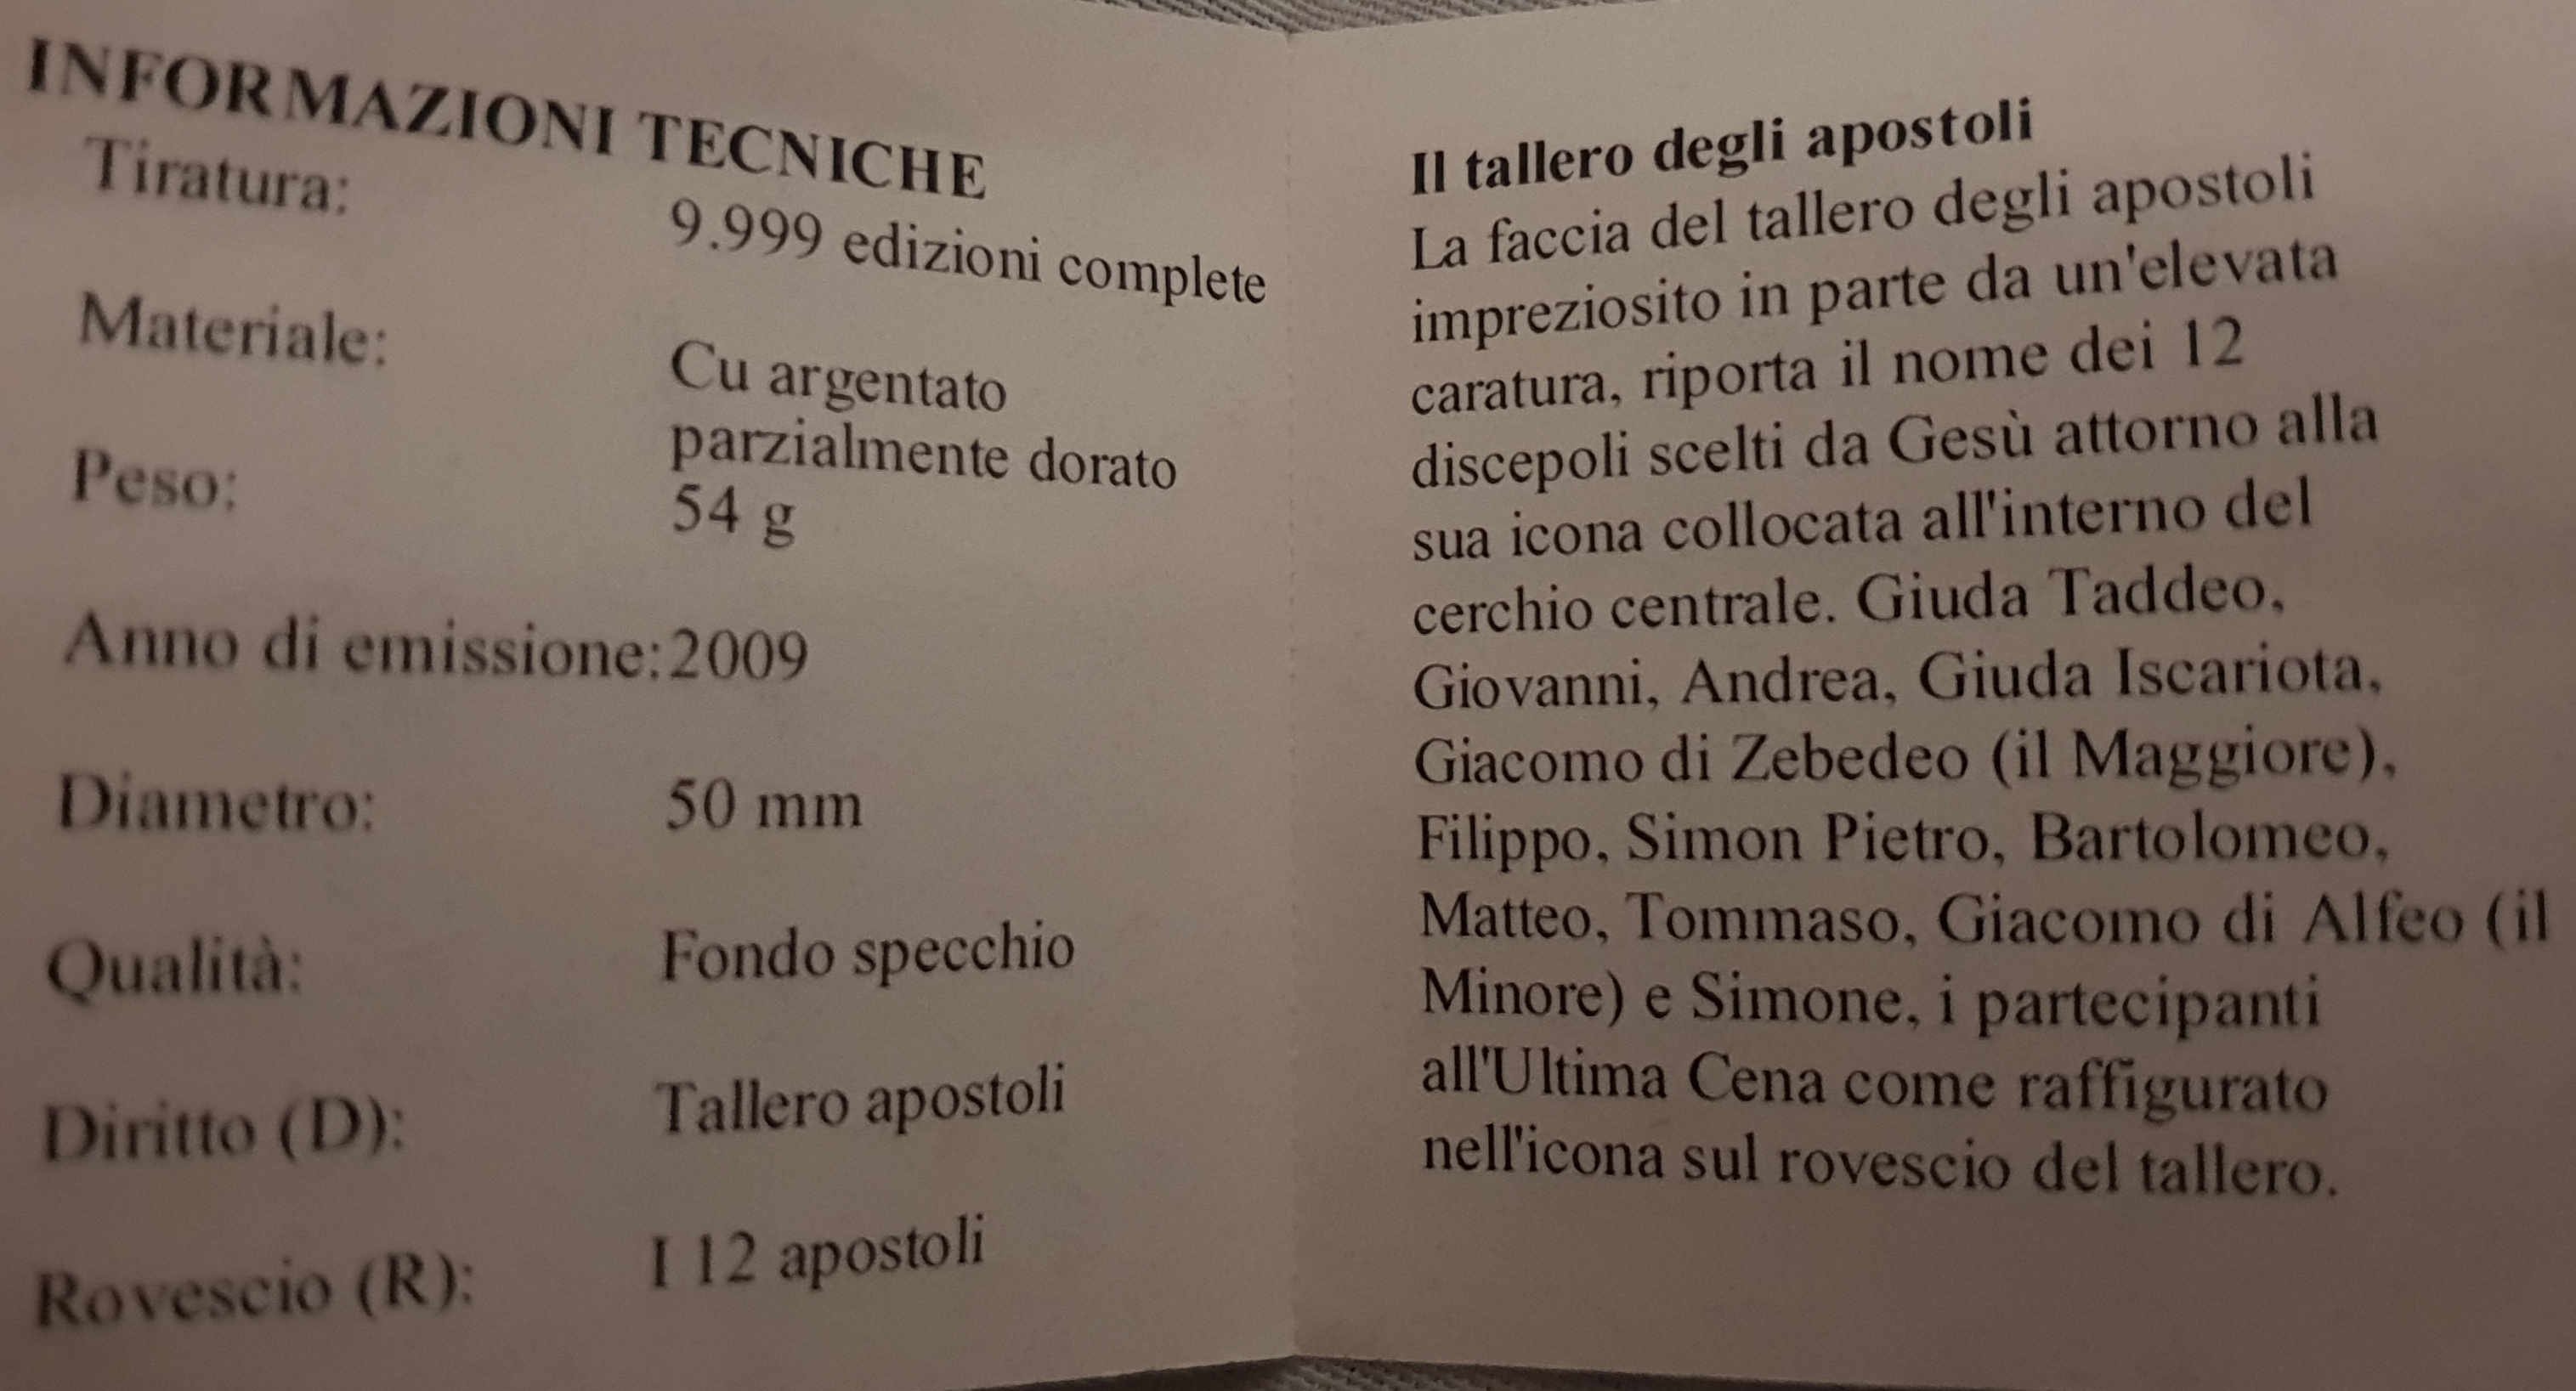 INFORMAZIONI TECNICHE
Tiratura: 9.999 edizioni complete
Materiale: Cu argentato
parzialmente dorato
Peso: 54 g
Anno di emissione: 2009
Diametro: 50 mm
Qualità: Fondo specchio
Diritto (D): Tallero apostoli
Rovescio (R): I 12 apostoli
Il tallero degli apostoli
La faccia del tallero degli apostoli
impreziosito in parte da un'elevata
caratura, riporta il nome dei 12
discepoli scelti da Gesù attorno alla
sua icona collocata all'interno del
cerchio centrale. Giuda Taddeo,
Giovanni, Andrea, Giuda Iscariota,
Giacomo di Zebedeo (il Maggiore),
Filippo, Simon Pietro, Bartolomeo,
Matteo, Tommaso, Giacomo di Alfeo (il
Minore) e Simone, i partecipanti
all'Ultima Cena come raffigurato
nell'icona sul rovescio del tallero.